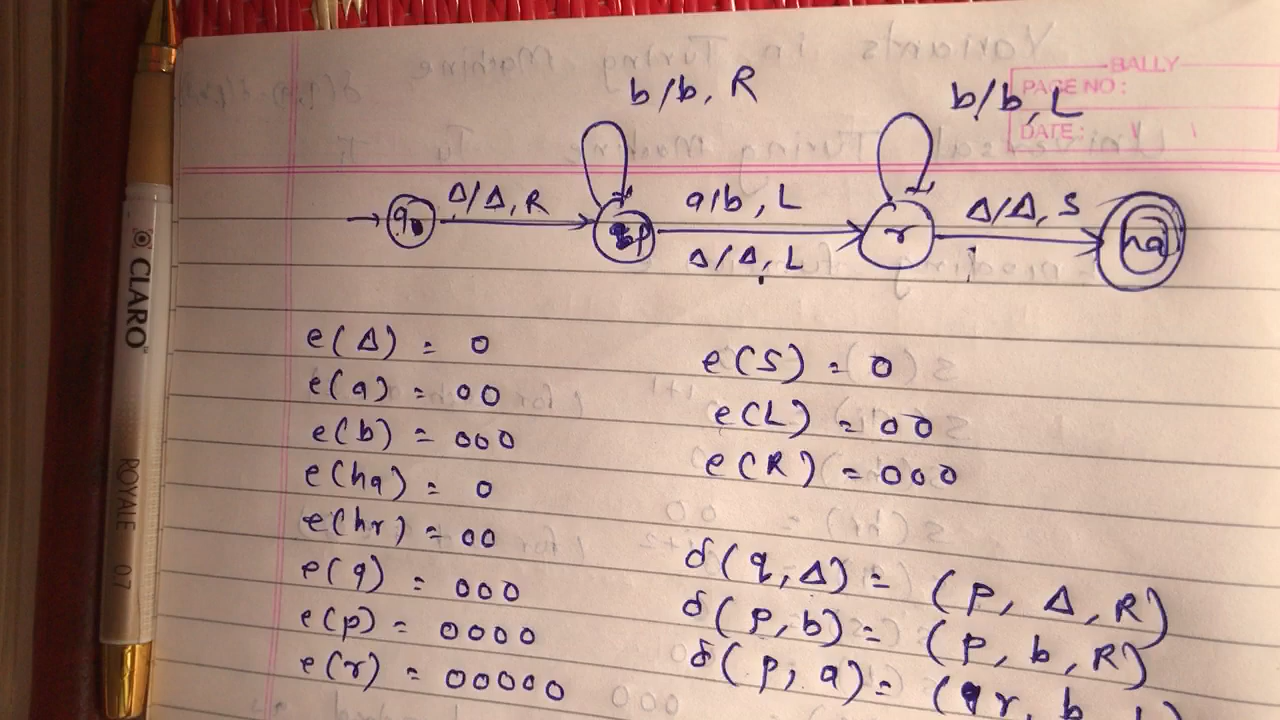 BALLY
PAGE NO:
DATE:
b/b, R
b/b, L
Δ/Δ, R
a/b, L
Δ/Δ, S
→ q₀
p
r
ha
Δ/Δ, L
e(Δ) = 0
e(a) = 00
e(b) = 000
e(ha) = 0
e(hr) = 00
e(q) = 000
e(p) = 0000
e(r) = 00000
e(S) = 0
e(L) = 00
e(R) = 000
δ(q, Δ) = (p, Δ, R)
δ(p, b) = (p, b, R)
δ(p, a) = (r, b, L)
CLARO
ROYALE 07